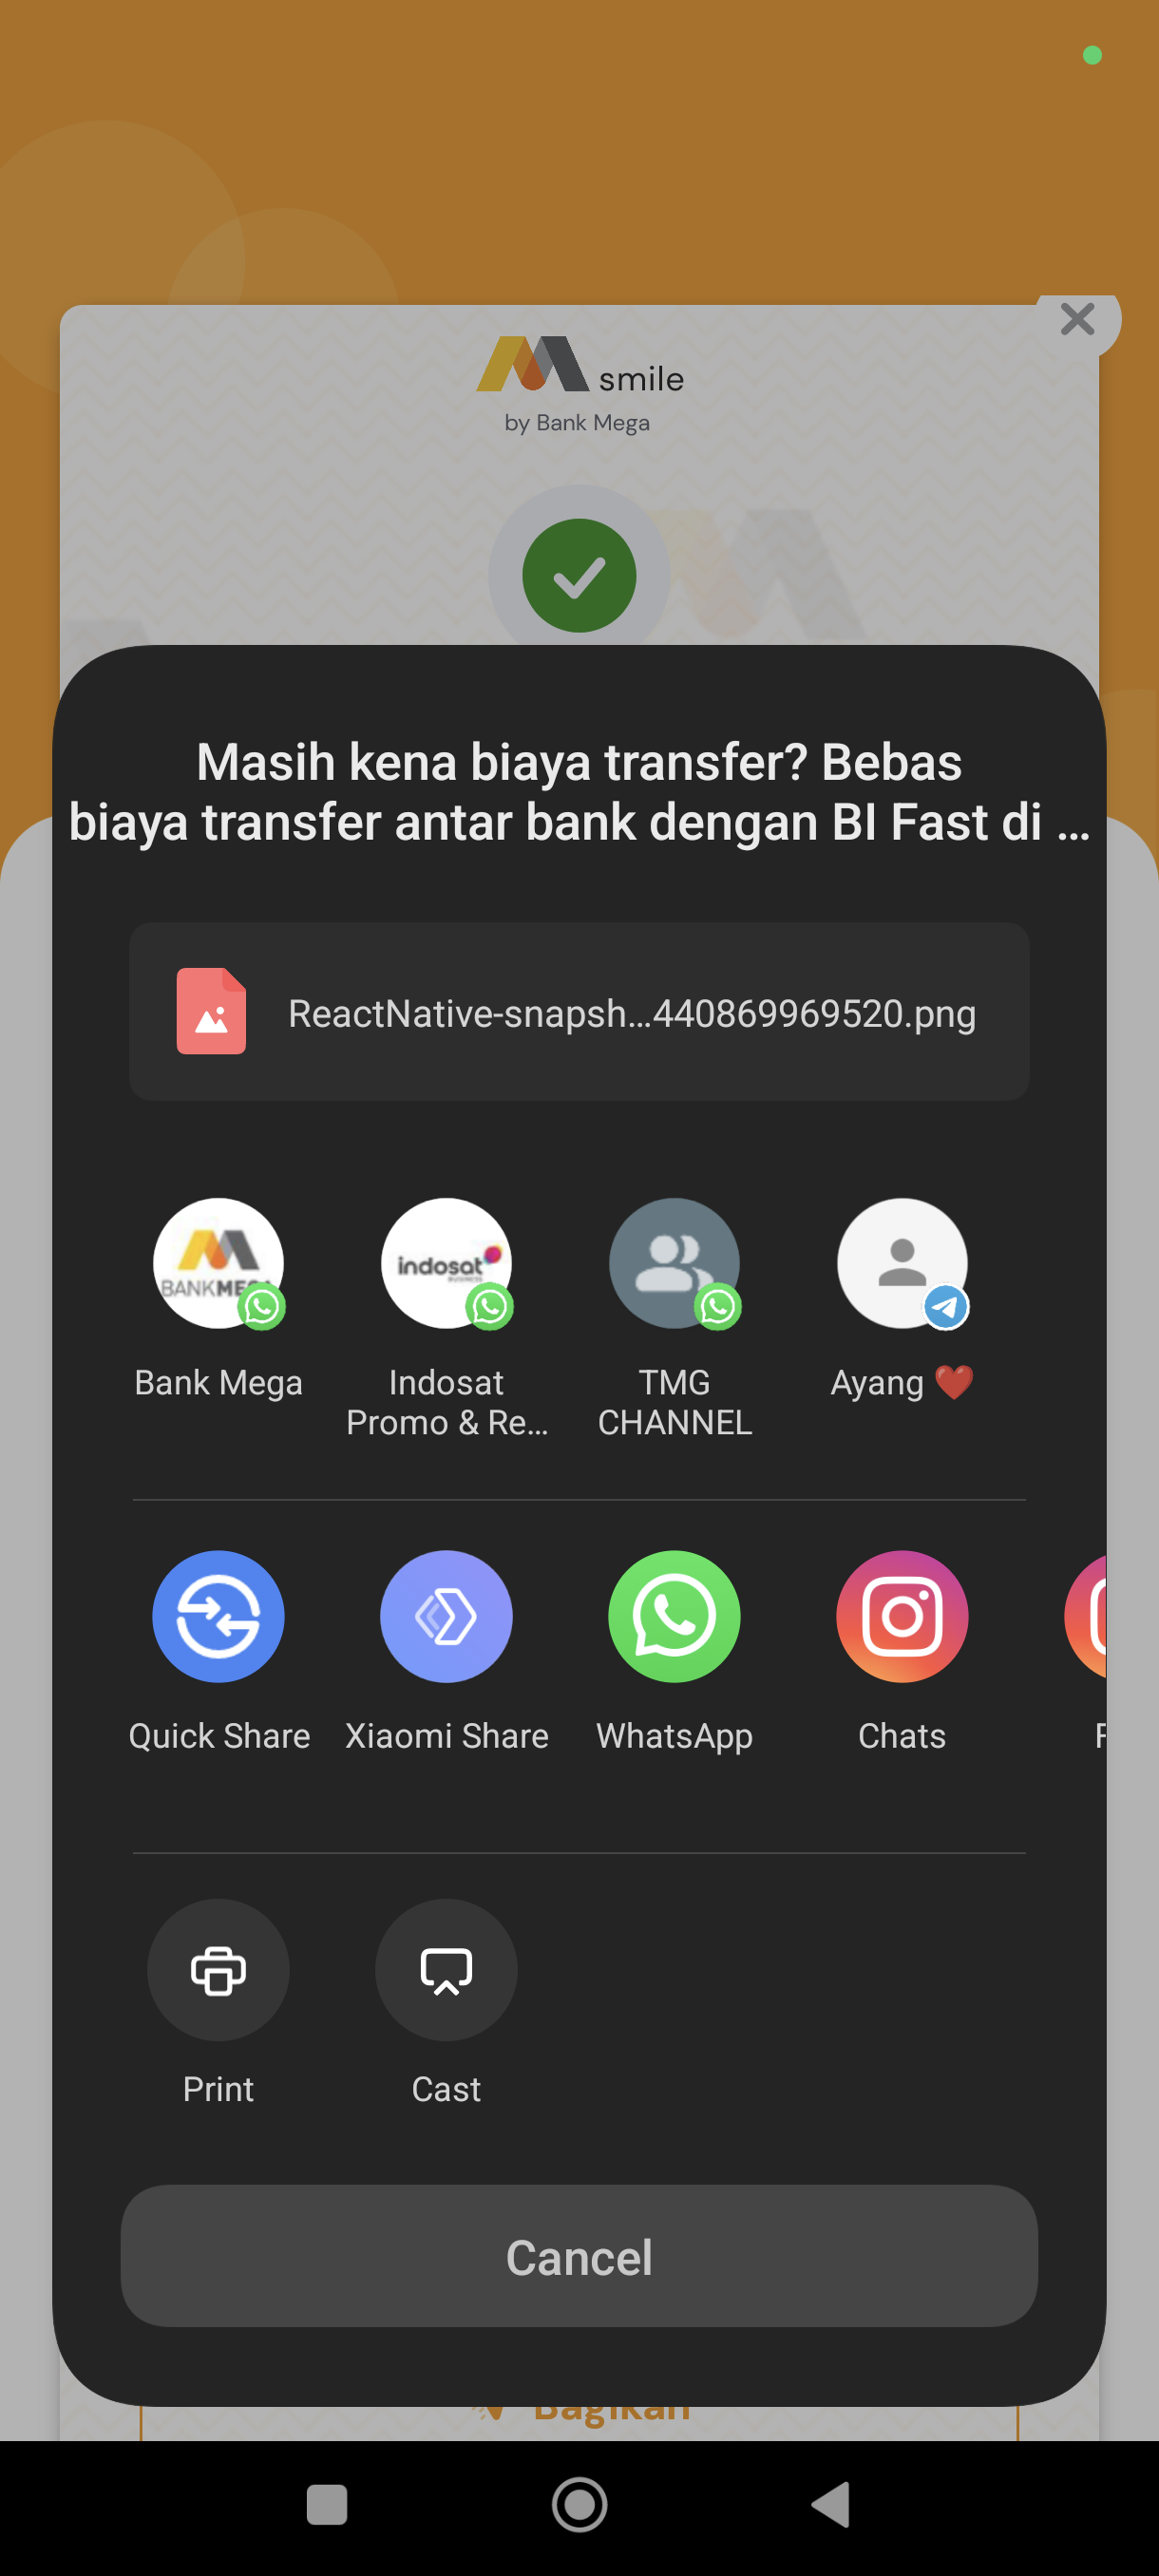 smile
by Bank Mega
Masih kena biaya transfer? Bebas
biaya transfer antar bank dengan BI Fast di ...
ReactNative-snapsh...440869969520.png
BANKMEGA
indosat
Bank Mega
Indosat
Promo & Re...
TMG
CHANNEL
Ayang ❤️
Quick Share
Xiaomi Share
WhatsApp
Chats
Print
Cast
Cancel
Bagikan